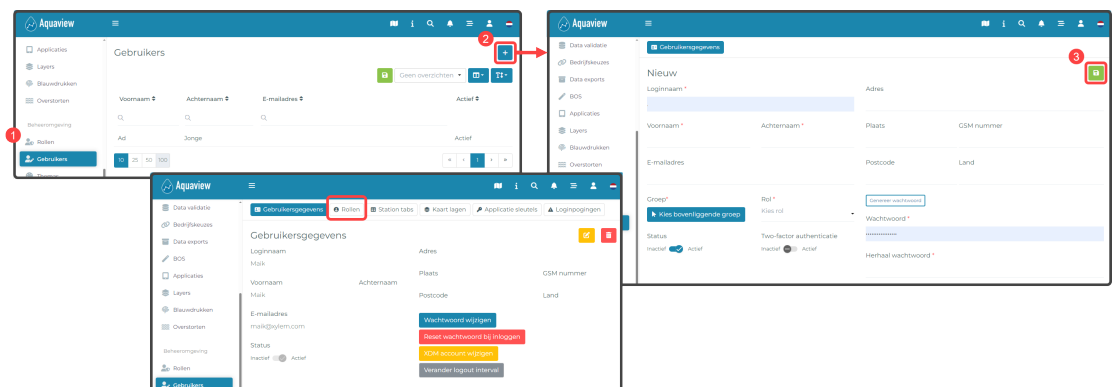 Aquaview
Applicaties
Layers
Blauwdrukken
Overstorten
Beheeromgeving
1
Rollen
Gebruikers
Gebruikers
2
+
Geen overzichten
Voornaam
Achternaam
E-mailadres
Actief
Ad
Jonge
Actief
10 25 50 100
« ‹ 1 › »
Aquaview
Data validatie
Bedrijfskeuzes
Data exports
BOS
Applicaties
Layers
Blauwdrukken
Overstorten
Gebruikersgegevens
3
Nieuw
Loginnaam *
Adres
Voornaam *
Achternaam *
Plaats
GSM nummer
E-mailadres
Postcode
Land
Groep*
Kies bovenliggende groep
Rol *
Kies rol
Genereer wachtwoord
Wachtwoord *
Status
Inactief Actief
Two-factor authenticatie
Inactief Actief
Herhaal wachtwoord *
Aquaview
Data validatie
Bedrijfskeuzes
Data exports
BOS
Applicaties
Layers
Blauwdrukken
Overstorten
Beheeromgeving
Rollen
Gebruikers
Gebruikersgegevens
Rollen
Station tabs
Kaart lagen
Applicatie sleutels
Loginpogingen
Gebruikersgegevens
Loginnaam
Maik
Adres
Plaats
GSM nummer
Voornaam
Achternaam
Maik
Postcode
Land
E-mailadres
maik@xylem.com
Status
Inactief Actief
Wachtwoord wijzigen
Reset wachtwoord bij inloggen
XDM account wijzigen
Verander logout interval